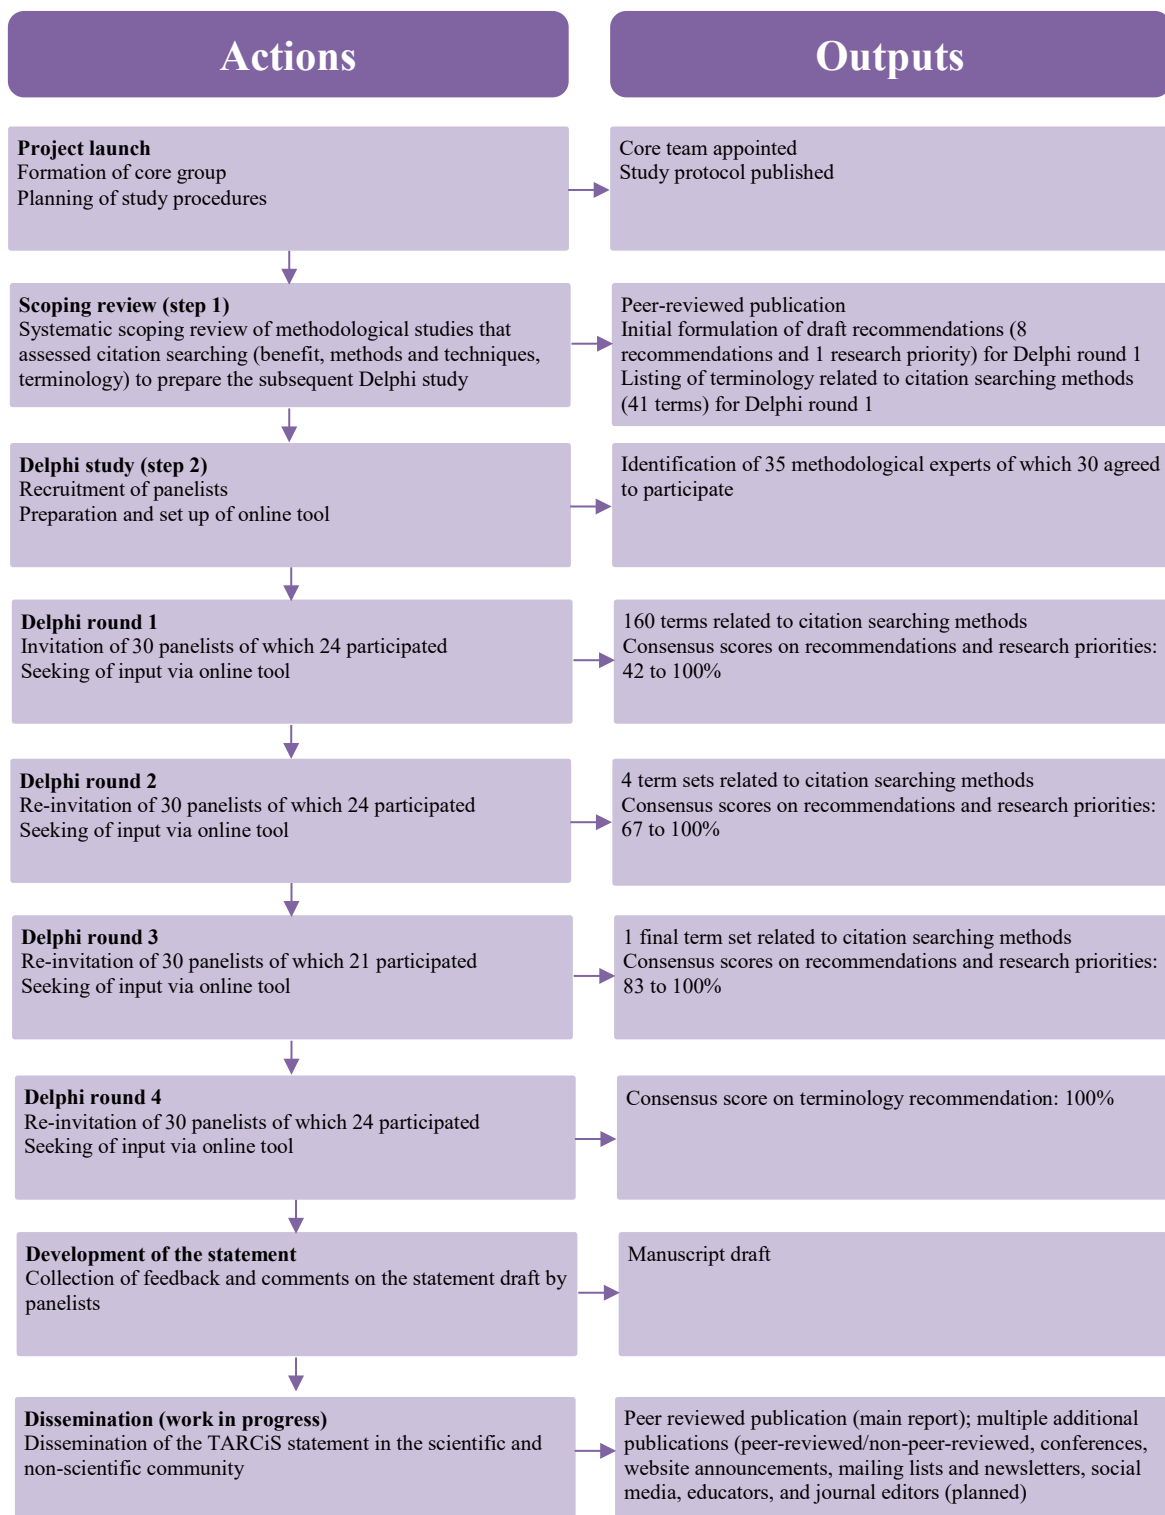 Actions
Outputs
Project launch
Formation of core group
Planning of study procedures
Core team appointed
Study protocol published
Scoping review (step 1)
Systematic scoping review of methodological studies that
assessed citation searching (benefit, methods and techniques,
terminology) to prepare the subsequent Delphi study
Peer-reviewed publication
Initial formulation of draft recommendations (8
recommendations and 1 research priority) for Delphi round 1
Listing of terminology related to citation searching methods
(41 terms) for Delphi round 1
Delphi study (step 2)
Recruitment of panelists
Preparation and set up of online tool
Identification of 35 methodological experts of which 30 agreed
to participate
Delphi round 1
Invitation of 30 panelists of which 24 participated
Seeking of input via online tool
160 terms related to citation searching methods
Consensus scores on recommendations and research priorities:
42 to 100%
Delphi round 2
Re-invitation of 30 panelists of which 24 participated
Seeking of input via online tool
4 term sets related to citation searching methods
Consensus scores on recommendations and research priorities:
67 to 100%
Delphi round 3
Re-invitation of 30 panelists of which 21 participated
Seeking of input via online tool
1 final term set related to citation searching methods
Consensus scores on recommendations and research priorities:
83 to 100%
Delphi round 4
Re-invitation of 30 panelists of which 24 participated
Seeking of input via online tool
Consensus score on terminology recommendation: 100%
Development of the statement
Collection of feedback and comments on the statement draft by
panelists
Manuscript draft
Dissemination (work in progress)
Dissemination of the TARCiS statement in the scientific and
non-scientific community
Peer reviewed publication (main report); multiple additional
publications (peer-reviewed/non-peer-reviewed, conferences,
website announcements, mailing lists and newsletters, social
media, educators, and journal editors (planned)